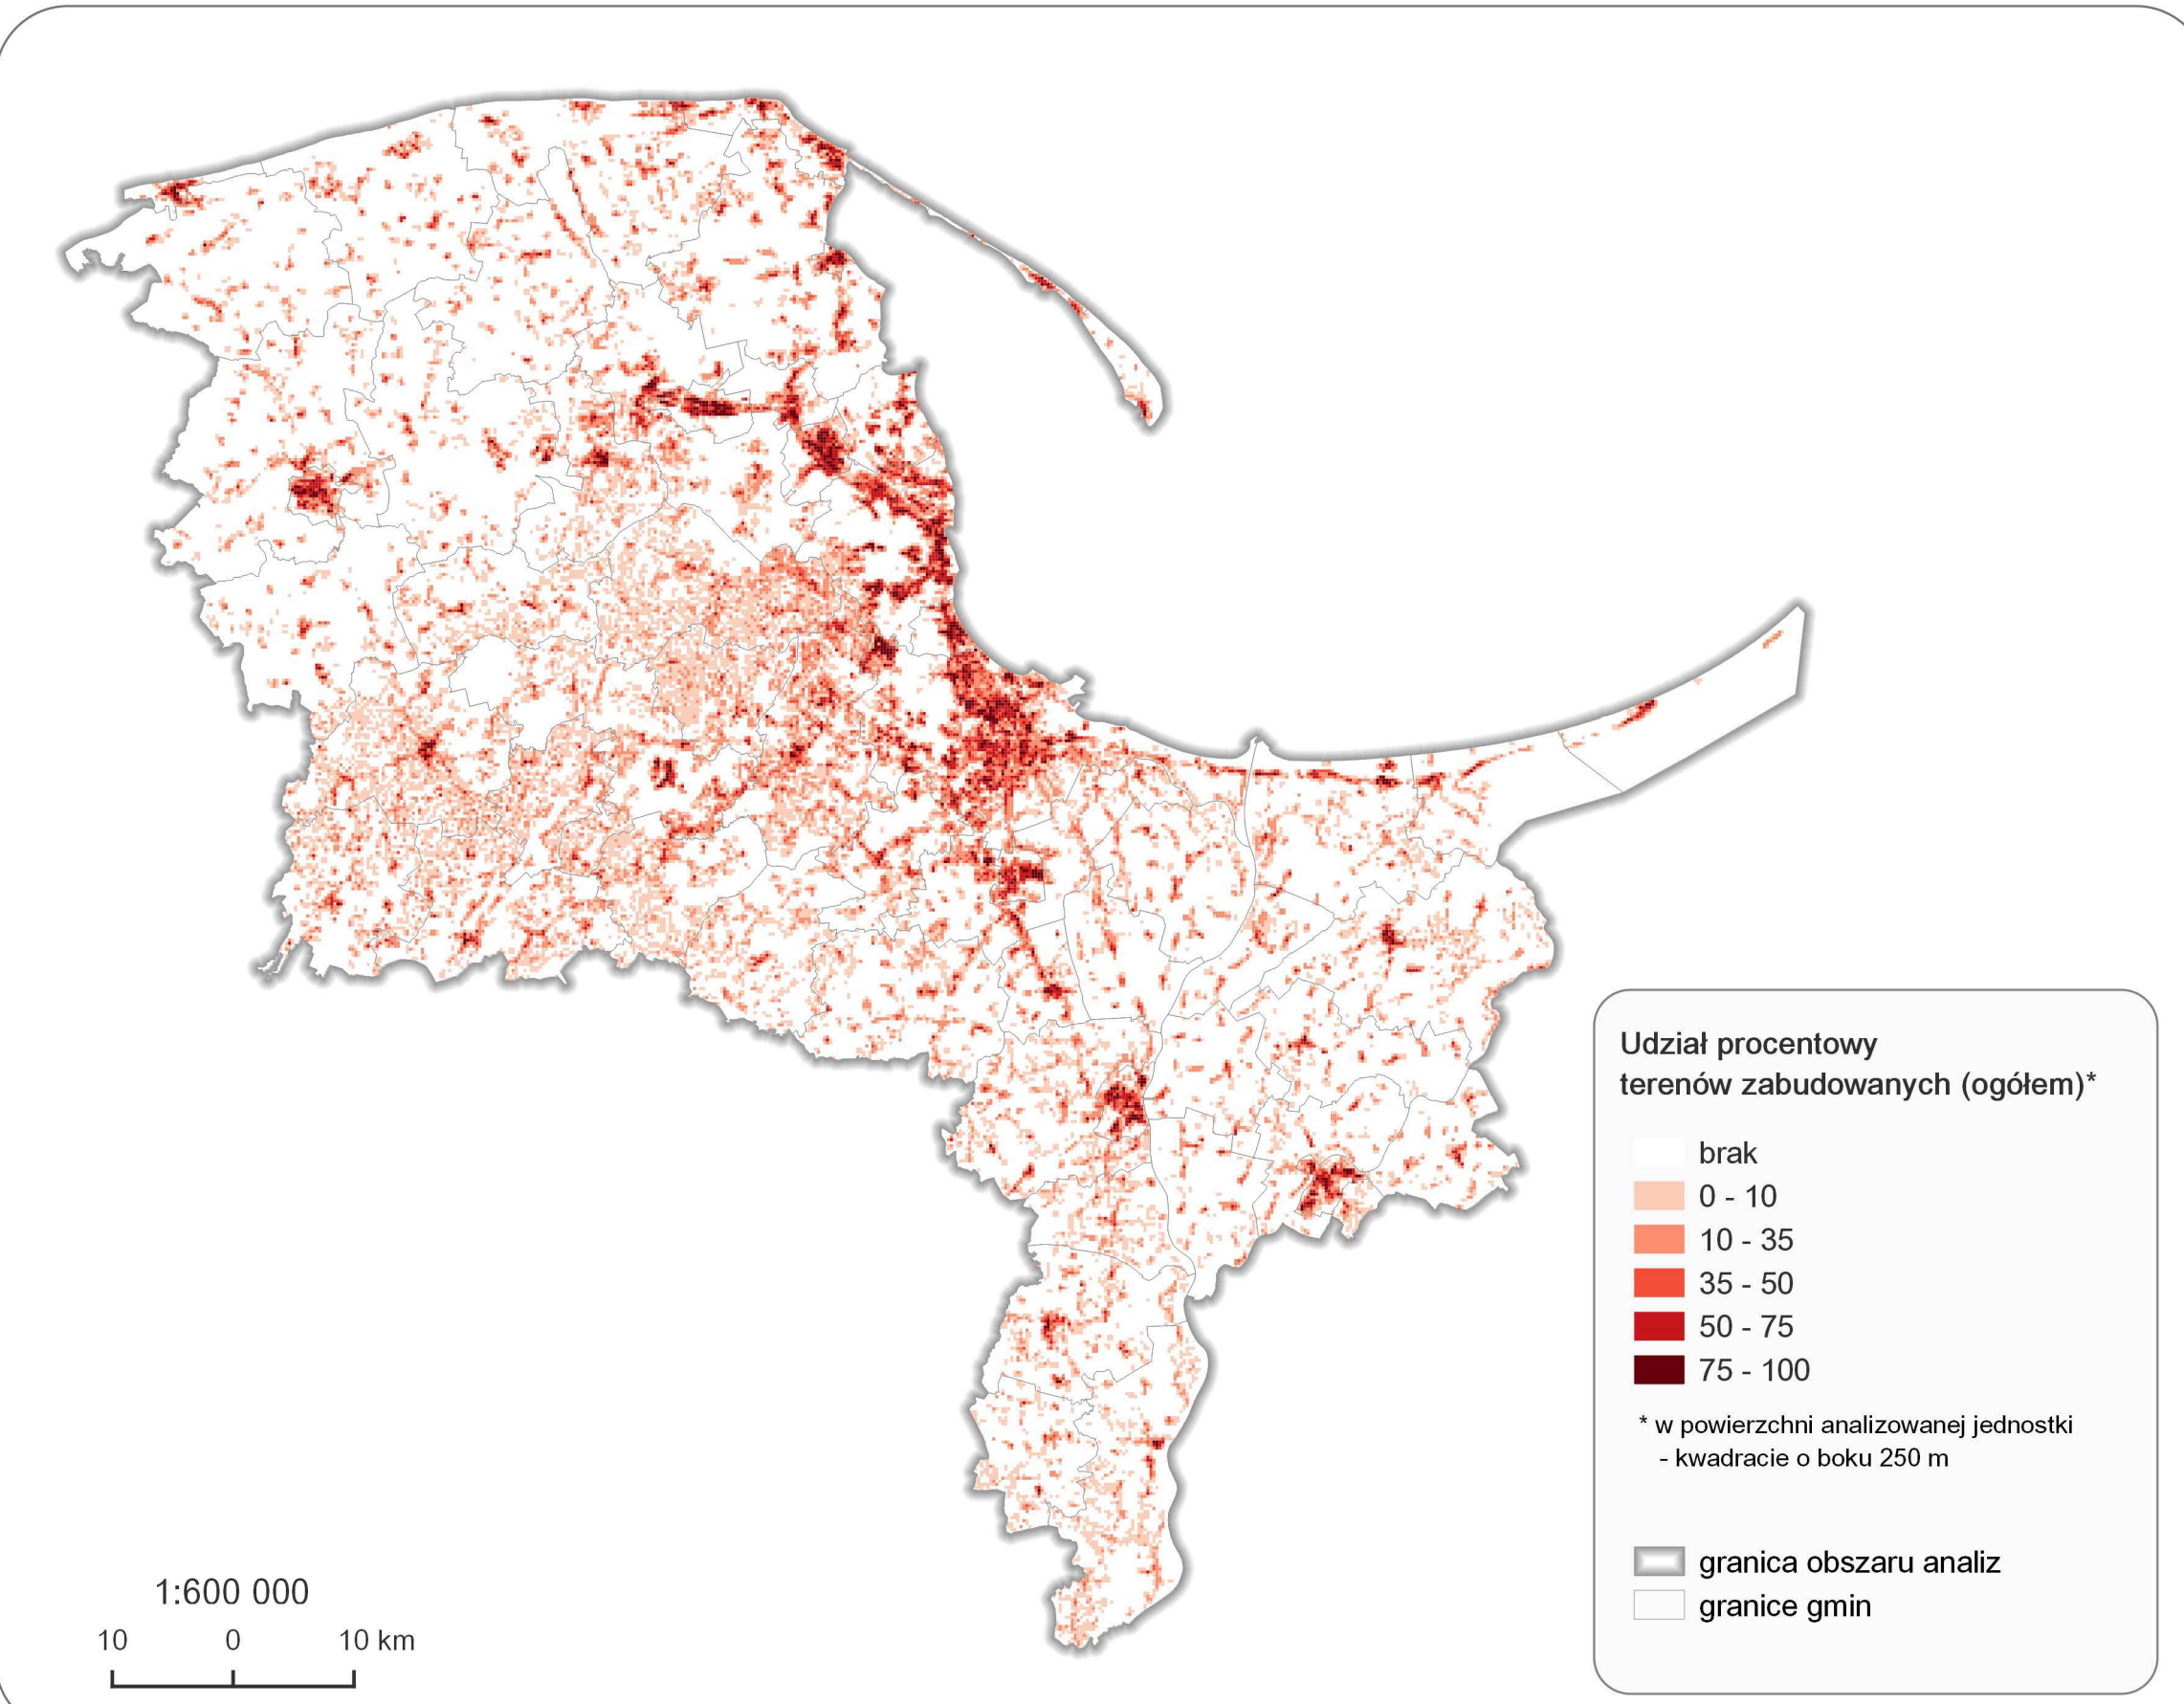 Udział procentowy
terenów zabudowanych (ogółem)*
brak
0 - 10
10 - 35
35 - 50
50 - 75
75 - 100
* w powierzchni analizowanej jednostki
- kwadracie o boku 250 m
granica obszaru analiz
granice gmin
1:600 000
10 0 10 km